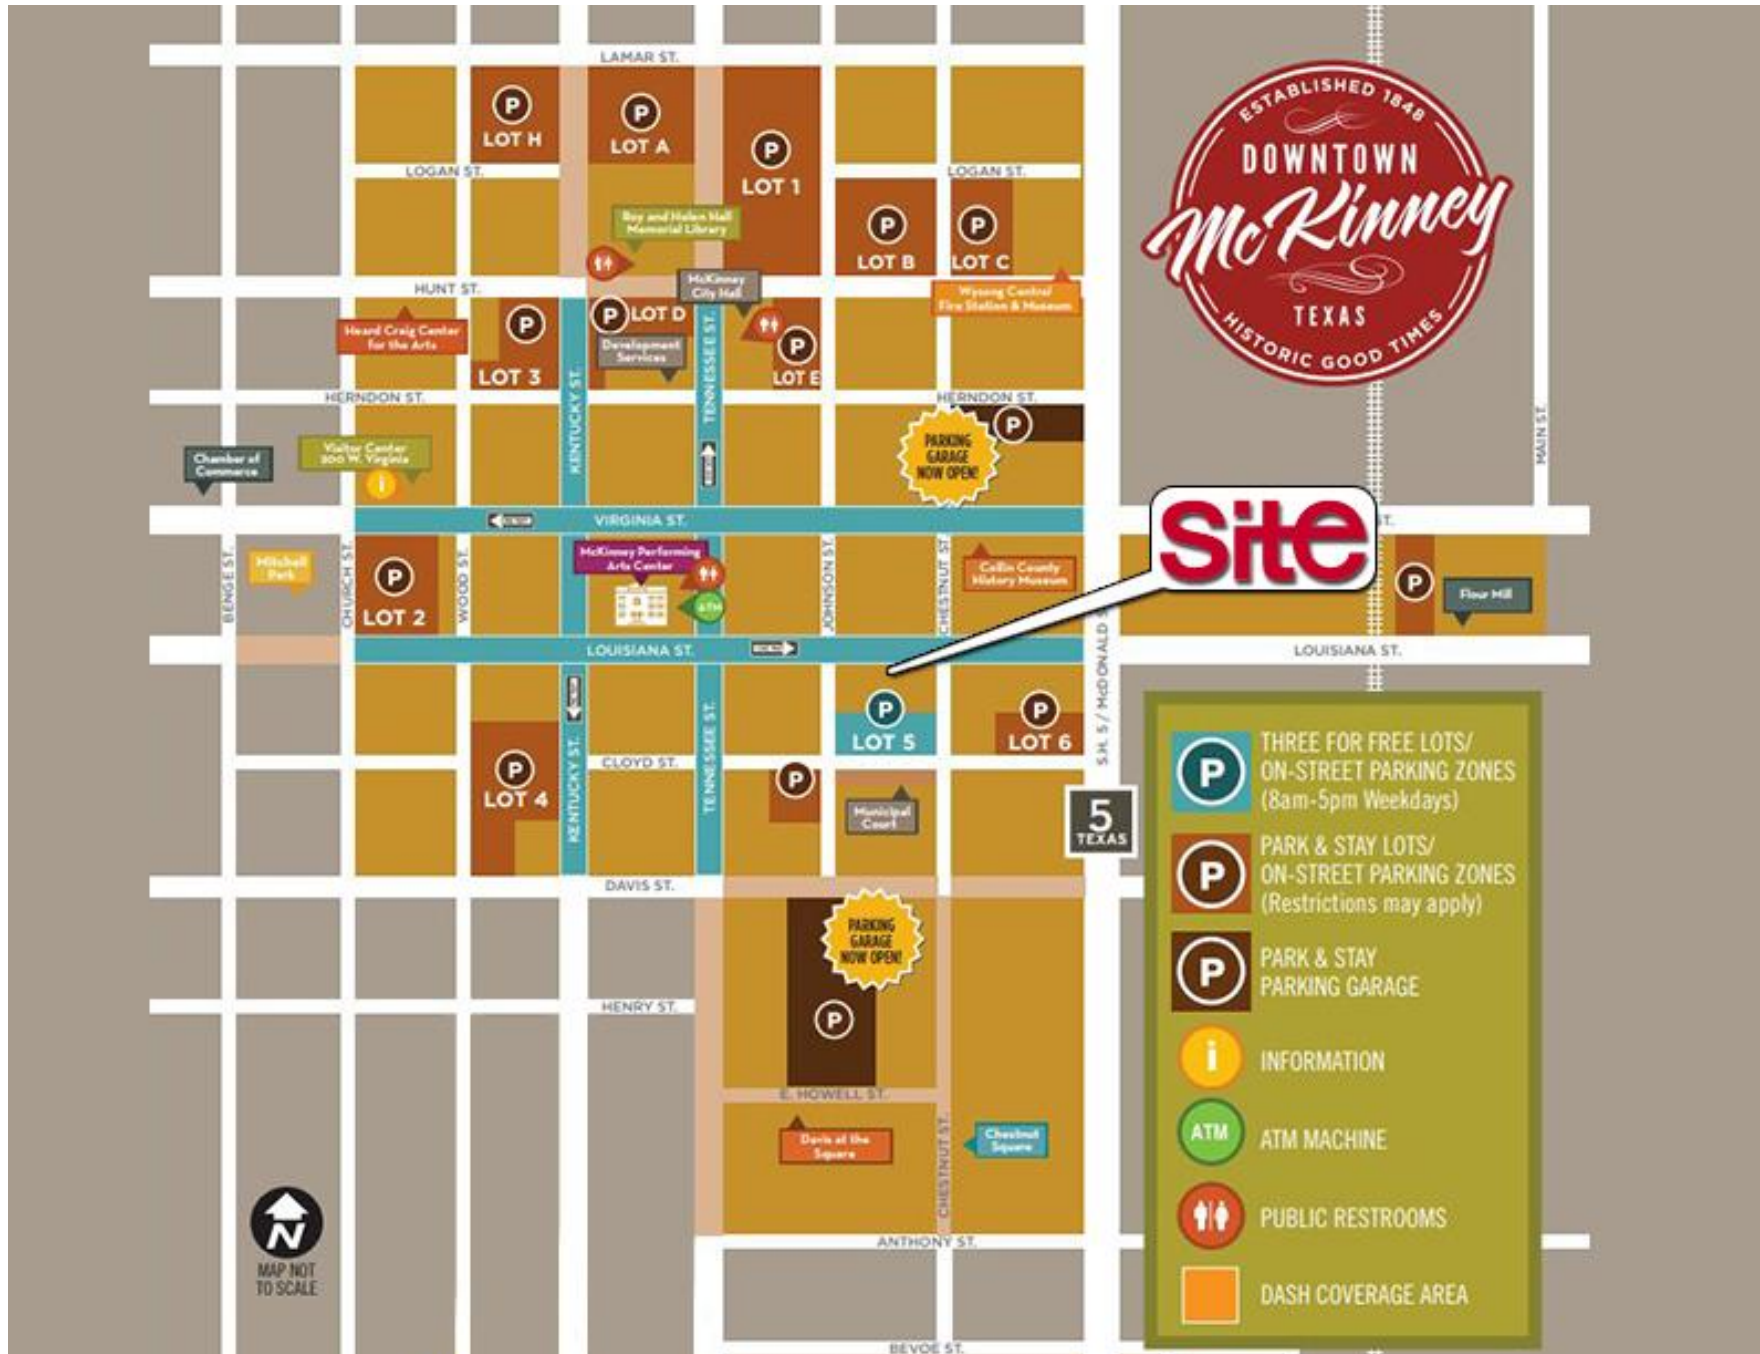 LAMAR ST.
P
LOT H
P
LOT A
P
LOT 1
LOGAN ST.
LOGAN ST.
P
LOT B
P
LOT C
Roy and Helen Hall
Memorial Library
McKinney
City Hall
Wysong Central
Fire Station & Museum
HUNT ST.
Heard Craig Center
for the Arts
P
LOT 3
P
LOT D
Development
Services
P
LOT E
KENTUCKY ST.
TENNESSEE ST.
HERNDON ST.
HERNDON ST.
P
PARKING
GARAGE
NOW OPEN!
Chamber of
Commerce
Visitor Center
200 W. Virginia
i
VIRGINIA ST.
ST.
MAIN ST.
ESTABLISHED 1848
DOWNTOWN
McKinney
TEXAS
HISTORIC GOOD TIMES
Site
BENGE ST.
Mitchell
Park
CHURCH ST.
P
LOT 2
WOOD ST.
McKinney Performing
Arts Center
ATM
JOHNSON ST.
CHESTNUT ST
Collin County
History Museum
P
Flour Mill
LOUISIANA ST.
LOUISIANA ST.
S.H. 5 / McDONALD
P
LOT 5
P
LOT 6
P
LOT 4
KENTUCKY ST.
CLOYD ST.
TENNESSEE ST.
P
Municipal
Court
5
TEXAS
DAVIS ST.
PARKING
GARAGE
NOW OPEN!
P
HENRY ST.
E. HOWELL ST.
Davis at the
Square
CHESTNUT ST.
Chestnut
Square
ANTHONY ST.
BEVOE ST.
N
MAP NOT
TO SCALE
P
THREE FOR FREE LOTS/
ON-STREET PARKING ZONES
(8am-5pm Weekdays)
P
PARK & STAY LOTS/
ON-STREET PARKING ZONES
(Restrictions may apply)
P
PARK & STAY
PARKING GARAGE
i
INFORMATION
ATM
ATM MACHINE
PUBLIC RESTROOMS
DASH COVERAGE AREA